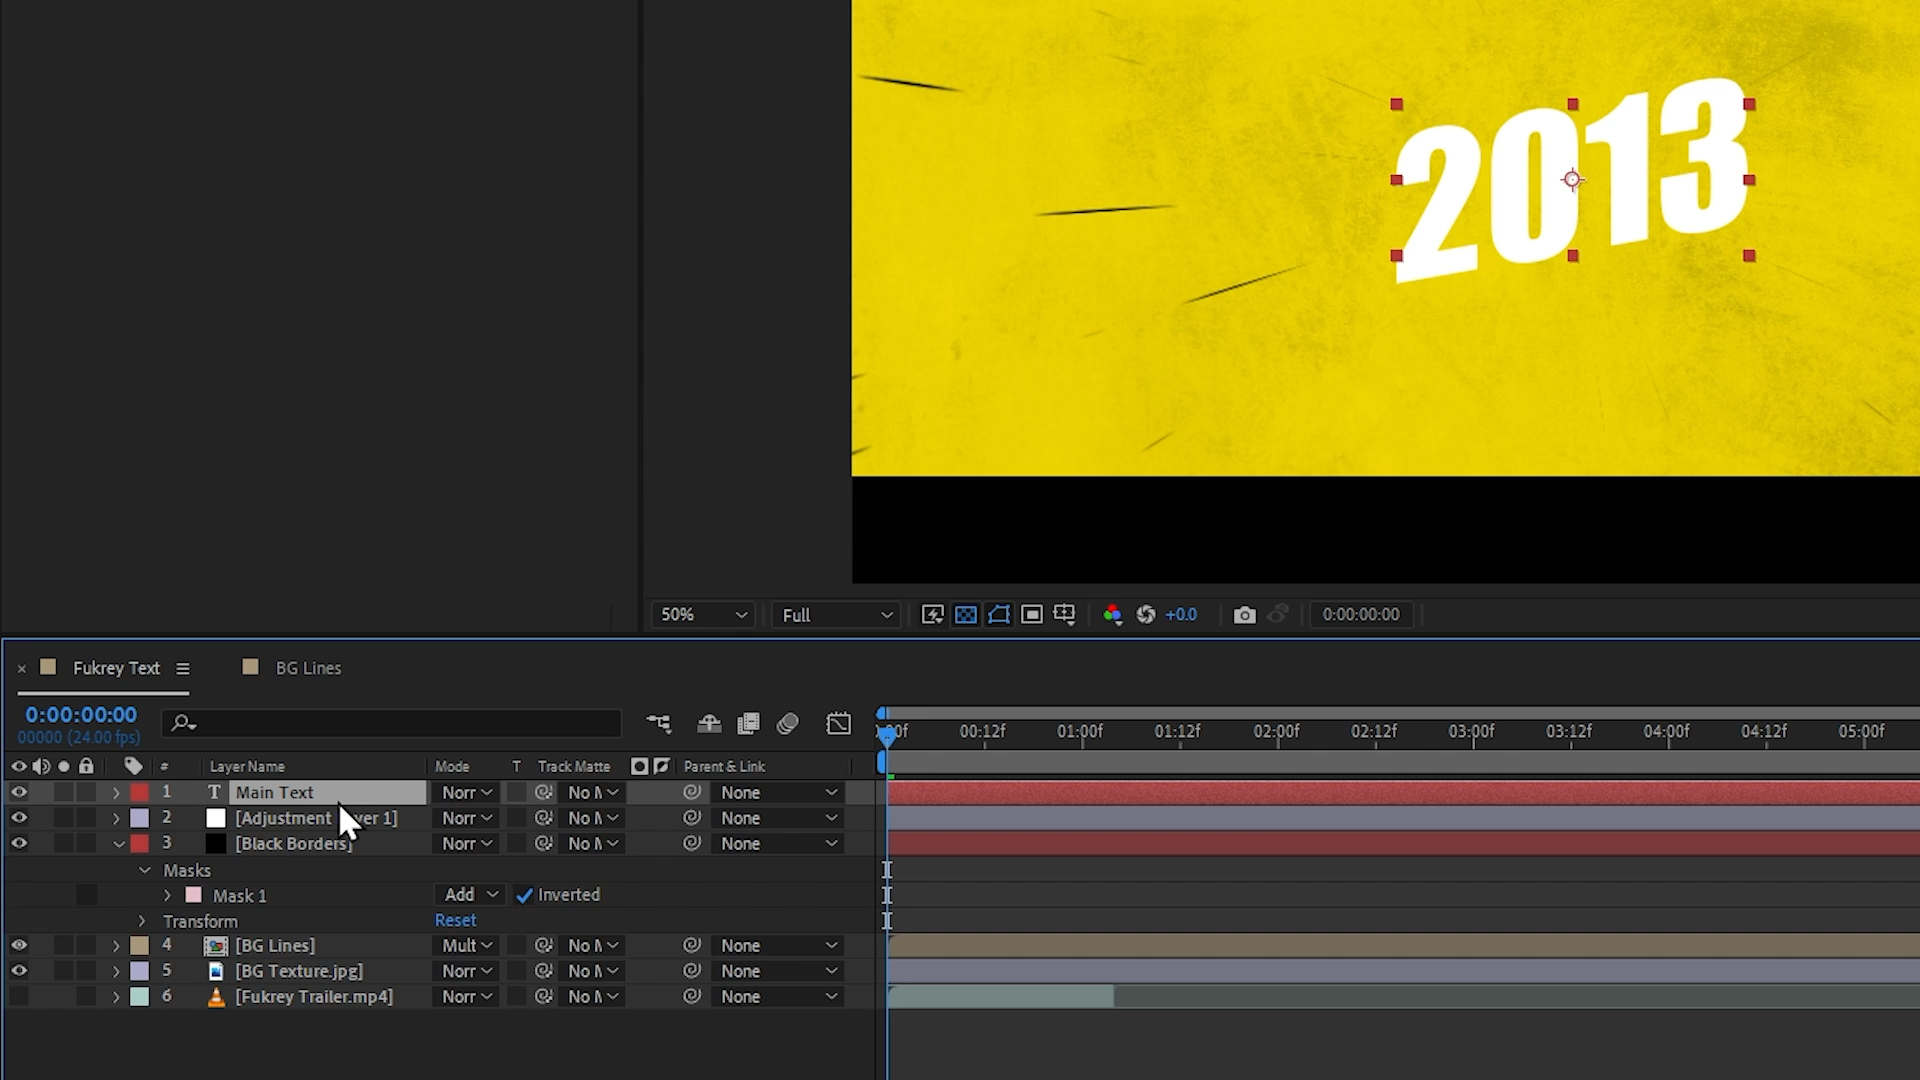 2013
50%
Full
+0.0
0:00:00:00
Fukrey Text
BG Lines
0:00:00:00
00000 (24.00 fps)
00:12f 01:00f 01:12f 02:00f 02:12f 03:00f 03:12f 04:00f 04:12f 05:00f
# Layer Name Mode T Track Matte Parent & Link
1 T Main Text Norr No None
2 [Adjustment 1] Norr No None
3 [Black Borders] Norr No None
Masks
Mask 1 Add Inverted
Transform Reset
4 [BG Lines] Mult No None
5 [BG Texture.jpg] Norr No None
6 [Fukrey Trailer.mp4] Norr No None